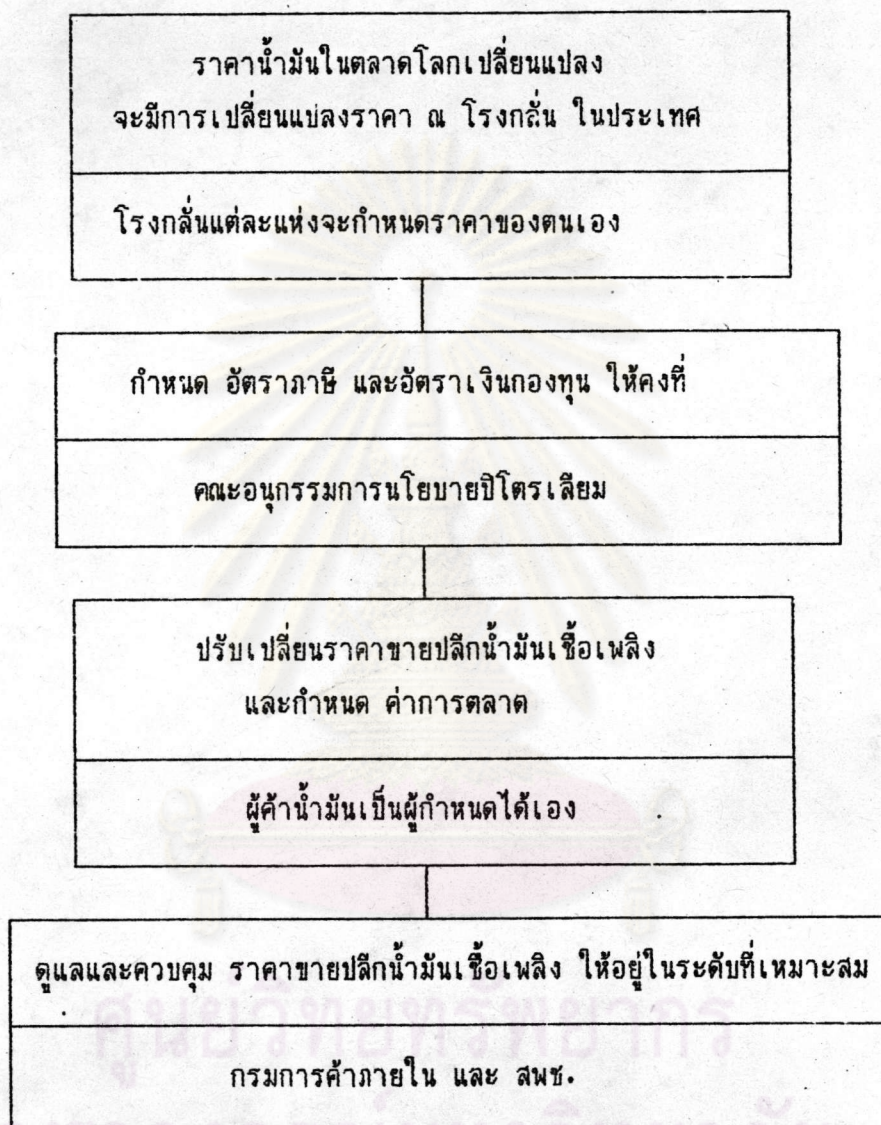 ราคาน้ำมันในตลาดโลกเปลี่ยนแปลง
จะมีการเปลี่ยนแปลงราคา ณ โรงกลั่น ในประเทศ
โรงกลั่นแต่ละแห่งจะกำหนดราคาของตนเอง
กำหนด อัตราภาษี และอัตราเงินกองทุน ให้คงที่
คณะอนุกรรมการนโยบายปิโตรเลียม
ปรับเปลี่ยนราคาขายปลีกน้ำมันเชื้อเพลิง
และกำหนด ค่าการตลาด
ผู้ค้าน้ำมันเป็นผู้กำหนดได้เอง
ดูแลและควบคุม ราคาขายปลีกน้ำมันเชื้อเพลิง ให้อยู่ในระดับที่เหมาะสม
ศูนย์วิทยทรัพยากร
กรมการค้าภายใน และ สพช.